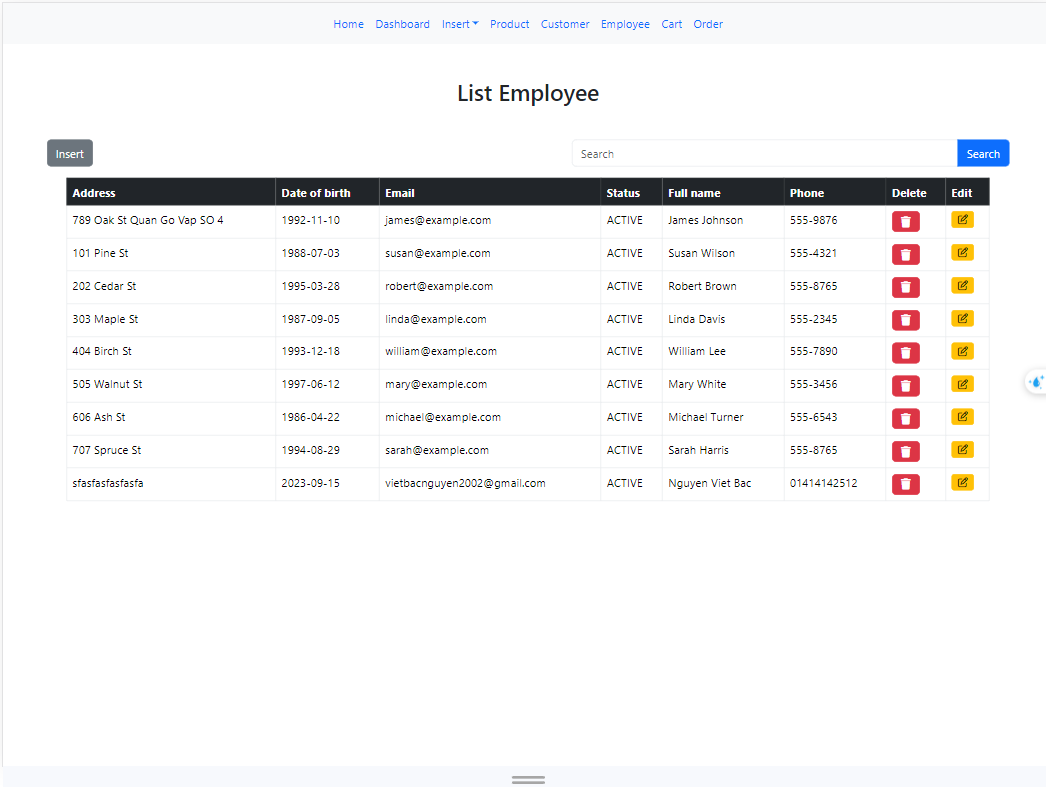 Home Dashboard Insert Product Customer Employee Cart Order
List Employee
Insert Search Search
Address Date of birth Email Status Full name Phone Delete Edit
789 Oak St Quan Go Vap SO 4 1992-11-10 james@example.com ACTIVE James Johnson 555-9876
101 Pine St 1988-07-03 susan@example.com ACTIVE Susan Wilson 555-4321
202 Cedar St 1995-03-28 robert@example.com ACTIVE Robert Brown 555-8765
303 Maple St 1987-09-05 linda@example.com ACTIVE Linda Davis 555-2345
404 Birch St 1993-12-18 william@example.com ACTIVE William Lee 555-7890
505 Walnut St 1997-06-12 mary@example.com ACTIVE Mary White 555-3456
606 Ash St 1986-04-22 michael@example.com ACTIVE Michael Turner 555-6543
707 Spruce St 1994-08-29 sarah@example.com ACTIVE Sarah Harris 555-8765
sfasfasfasfasfa 2023-09-15 vietbacnguyen2002@gmail.com ACTIVE Nguyen Viet Bac 01414142512